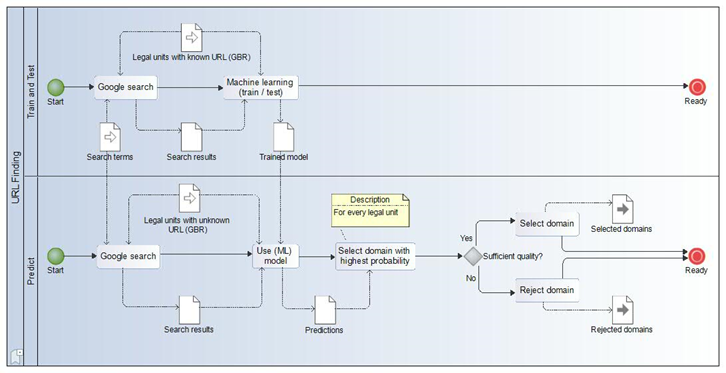 URL Finding
Train and Test
Legal units with known URL (GBR)
Start
Google search
Machine learning
(train / test)
Ready
Search terms
Search results
Trained model
Predict
Legal units with unknown
URL (GBR)
Description
For every legal unit
Start
Google search
Use (ML)
model
Select domain with
highest probability
Yes
Sufficient quality?
No
Select domain
Selected domains
Ready
Reject domain
Rejected domains
Search results
Predictions